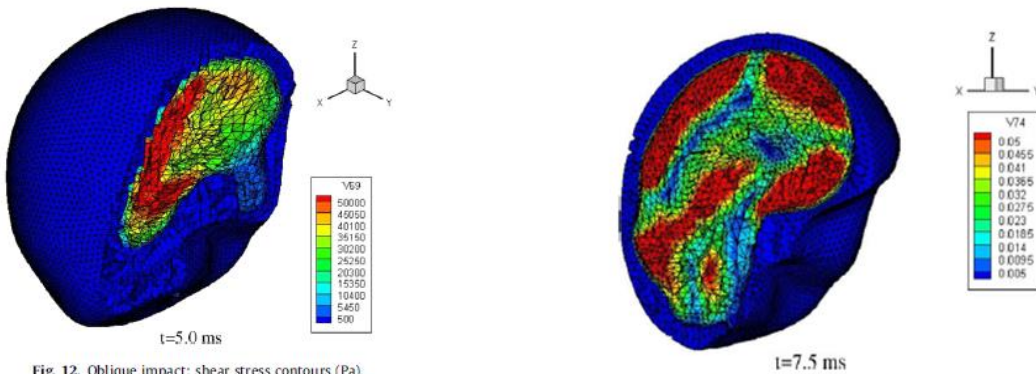 Z
X
Y
V69
50000
45050
40100
35150
30200
25250
20300
15350
10400
5450
500
t=5.0 ms
Fig. 12. Oblique impact: shear stress contours (Pa)
Z
X
Y
V74
0.05
0.0455
0.041
0.0365
0.032
0.0275
0.023
0.0185
0.014
0.0095
0.005
t=7.5 ms